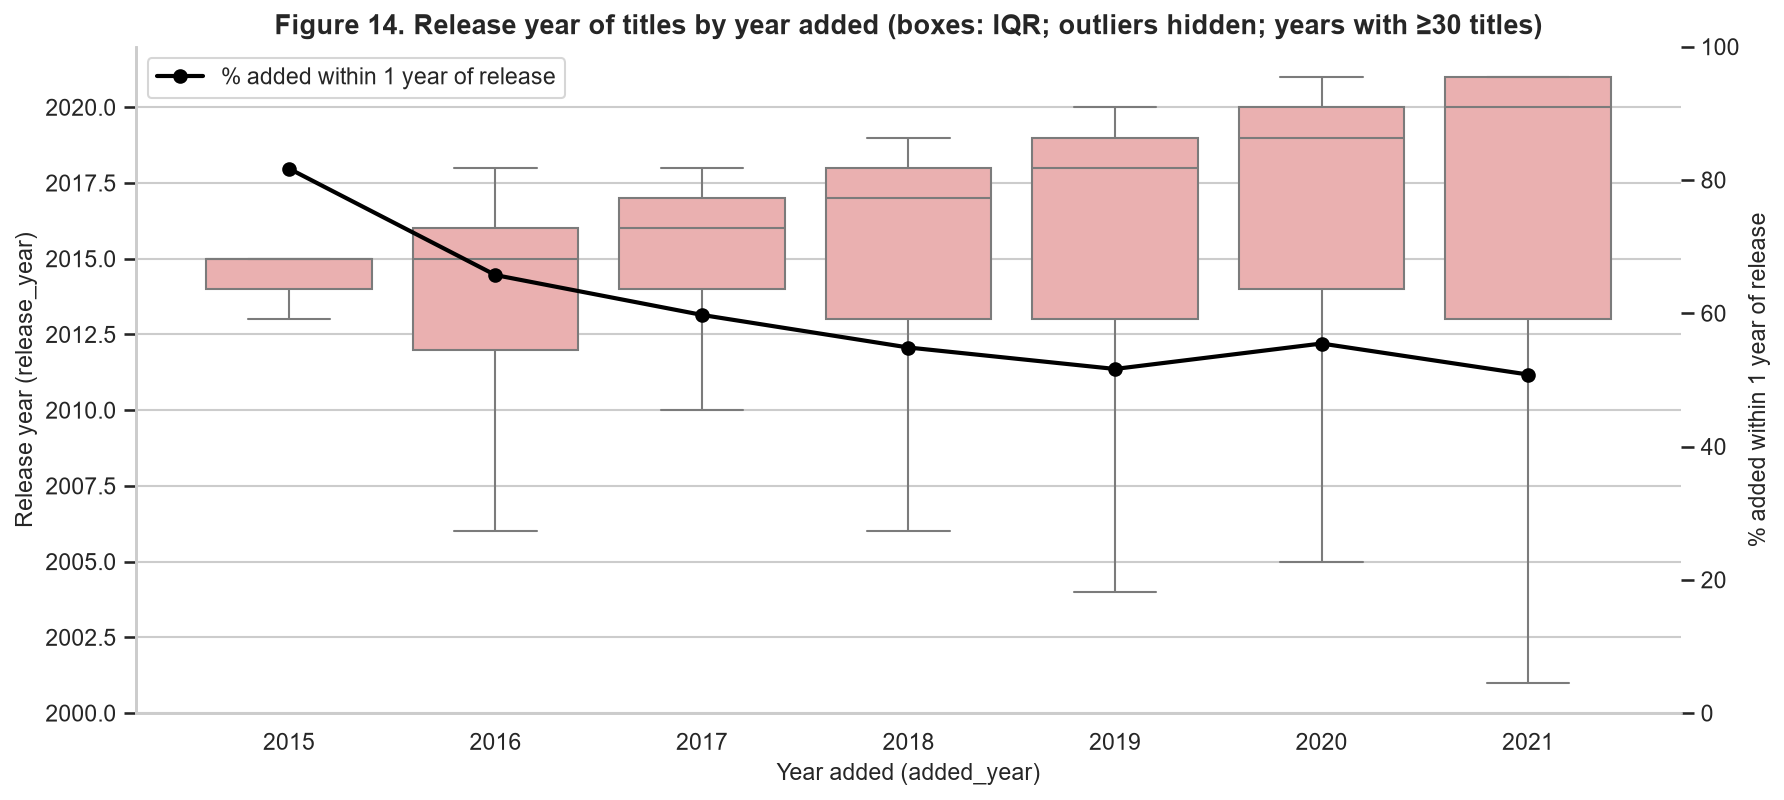 Figure 14. Release year of titles by year added (boxes: IQR; outliers hidden; years with ≥30 titles)
% added within 1 year of release
Release year (release_year)
2020.0
2017.5
2015.0
2012.5
2010.0
2007.5
2005.0
2002.5
2000.0
100
80
60
40
20
0
% added within 1 year of release
2015 2016 2017 2018 2019 2020 2021
Year added (added_year)